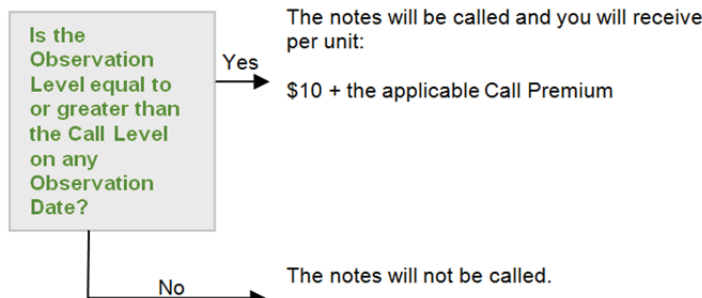 Is the
Observation
Level equal to
or greater than
the Call Level
on any
Observation
Date?
Yes
The notes will be called and you will receive
per unit:
$10 + the applicable Call Premium
No
The notes will not be called.